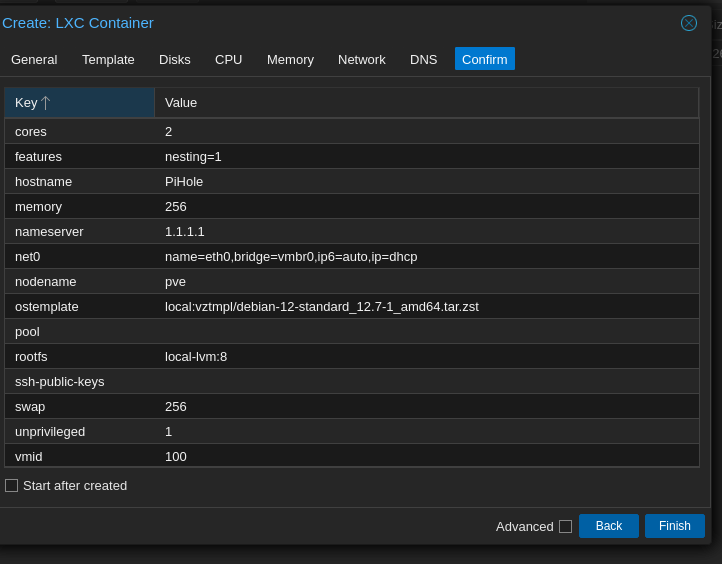 Create: LXC Container
General Template Disks CPU Memory Network DNS Confirm
Key Value
cores 2
features nesting=1
hostname PiHole
memory 256
nameserver 1.1.1.1
net0 name=eth0,bridge=vmbr0,ip6=auto,ip=dhcp
nodename pve
ostemplate local:vztmpl/debian-12-standard_12.7-1_amd64.tar.zst
pool
rootfs local-lvm:8
ssh-public-keys
swap 256
unprivileged 1
vmid 100
Start after created
Advanced Back Finish